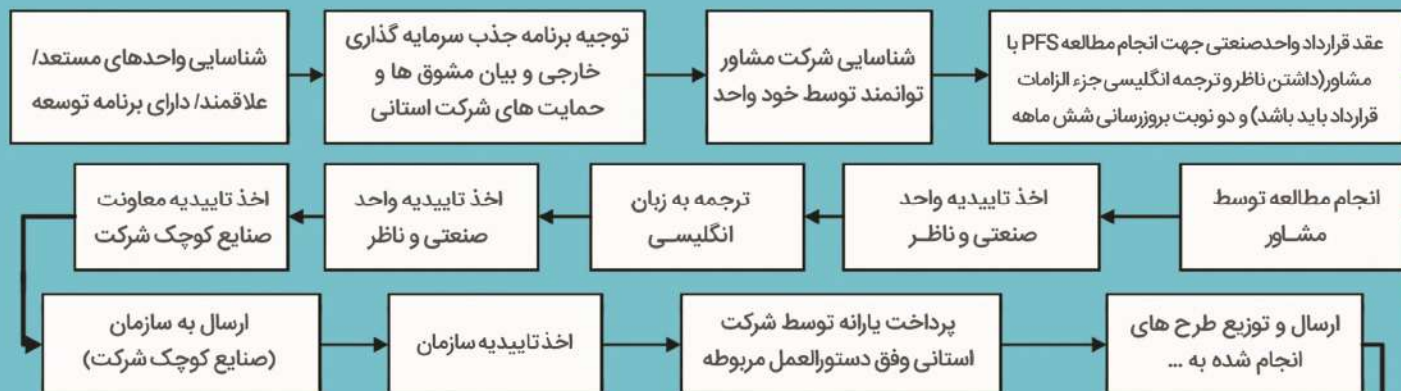 شناسایی واحدهای مستعد/
علاقمند/ دارای برنامه توسعه
توجیه برنامه جذب سرمایه گذاری
خارجی و بیان مشوق ها و
حمایت های شرکت استانی
شناسایی شرکت مشاور
توانمند توسط خود واحد
عقد قرارداد واحدصنعتی جهت انجام مطالعه PFS با
مشاور(داشتن ناظر و ترجمه انگلیسی جزء الزامات
قرارداد باید باشد) و دو نوبت بروزرسانی شش ماهه
انجام مطالعه توسط
مشـاور
اخذ تاییدیه واحد
صنعتی و ناظـر
ترجمه به زبان
انگلیسـی
اخذ تاییدیه واحد
صنعتی و ناظر
اخذ تاییدیه معاونت
صنایع کوچک شرکت
ارسال به سازمان
(صنایع کوچک شرکت)
اخذتاییدیه سازمان
پرداخت یارانه توسط شرکت
استانی وفق دستورالعمل مربوطه
ارسال و توزیع طرح های
انجام شده به ...